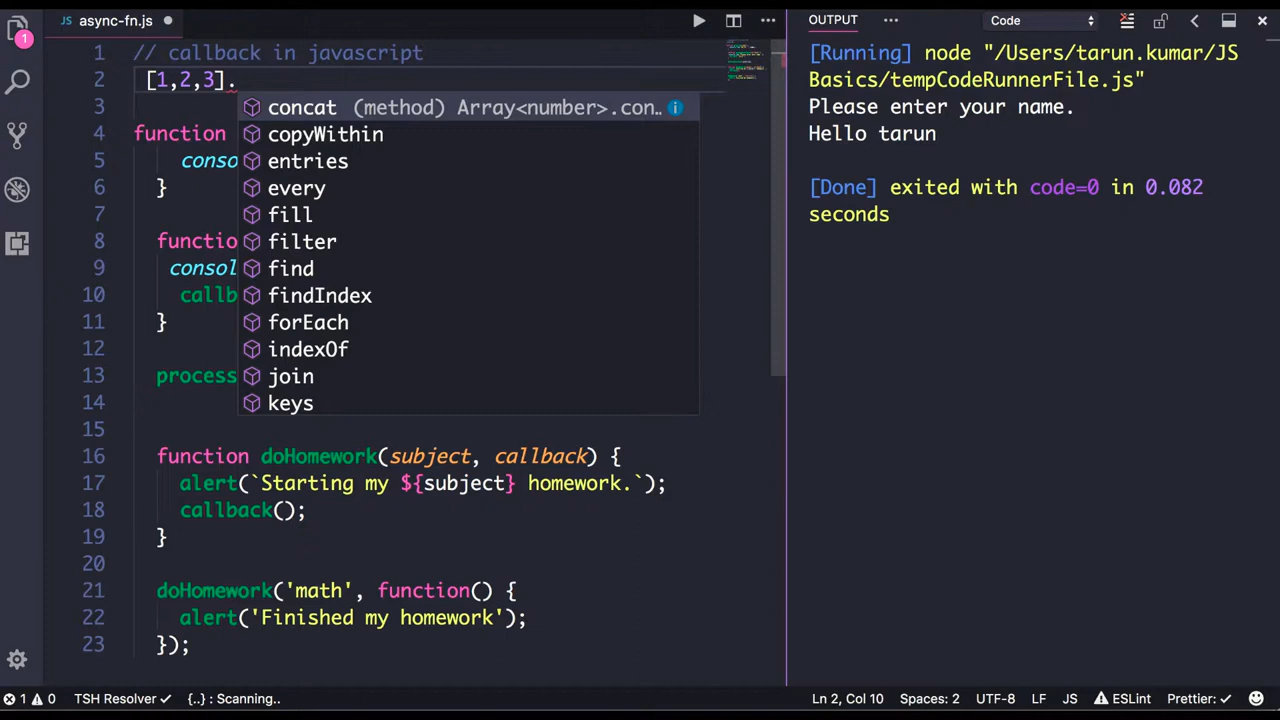 JS async-fn.js
1 // callback in javascript
2 [1,2,3].
3
4 function
5 conso
6 }
7
8 functio
9 consol
10 callb
11 }
12
13 process
14
15
16 function doHomework(subject, callback) {
17 alert(`Starting my ${subject} homework.`);
18 callback();
19 }
20
21 doHomework('math', function() {
22 alert('Finished my homework');
23 });
concat (method) Array<number>.con…
copyWithin
entries
every
fill
filter
find
findIndex
forEach
indexOf
join
keys
OUTPUT
Code
[Running] node "/Users/tarun.kumar/JS
Basics/tempCodeRunnerFile.js"
Please enter your name.
Hello tarun
[Done] exited with code=0 in 0.082
seconds
1
1 0 TSH Resolver {..} : Scanning.. Ln 2, Col 10 Spaces: 2 UTF-8 LF JS ESLint Prettier: